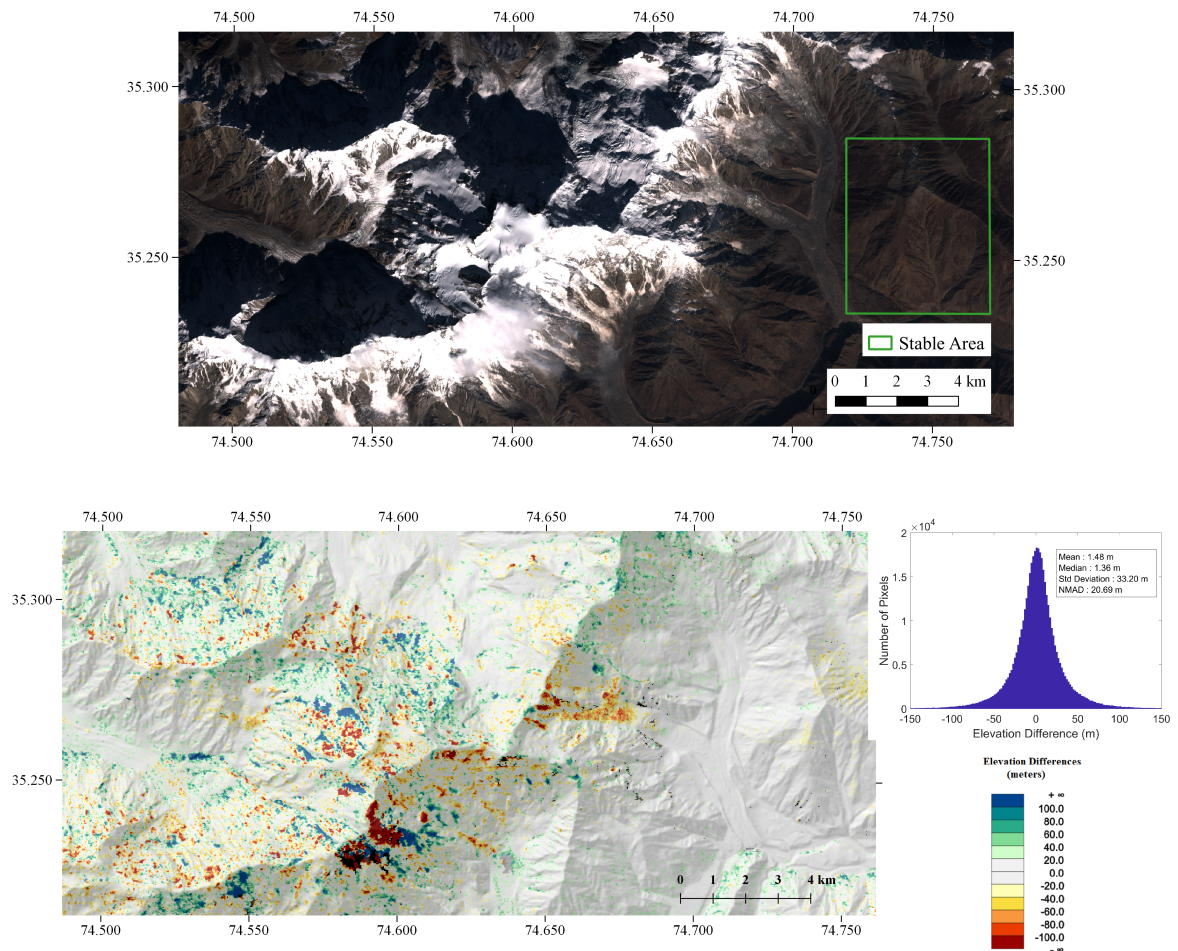 74.500 74.550 74.600 74.650 74.700 74.750
35.300 35.300
35.250 35.250
Stable Area
0 1 2 3 4 km
0
74.500 74.550 74.600 74.650 74.700 74.750
74.500 74.550 74.600 74.650 74.700 74.750
35.300
35.250
0 1 2 3 4 km
74.500 74.550 74.600 74.650 74.700 74.750
×10⁴
2
1.5
1
0.5
0
Number of Pixels
Mean : 1.48 m
Median : 1.36 m
Std Deviation : 33.20 m
NMAD : 20.69 m
-150 -100 -50 0 50 100 150
Elevation Difference (m)
Elevation Differences
(meters)
+ ∞
100.0
80.0
60.0
40.0
20.0
0.0
-20.0
-40.0
-60.0
-80.0
-100.0
- ∞